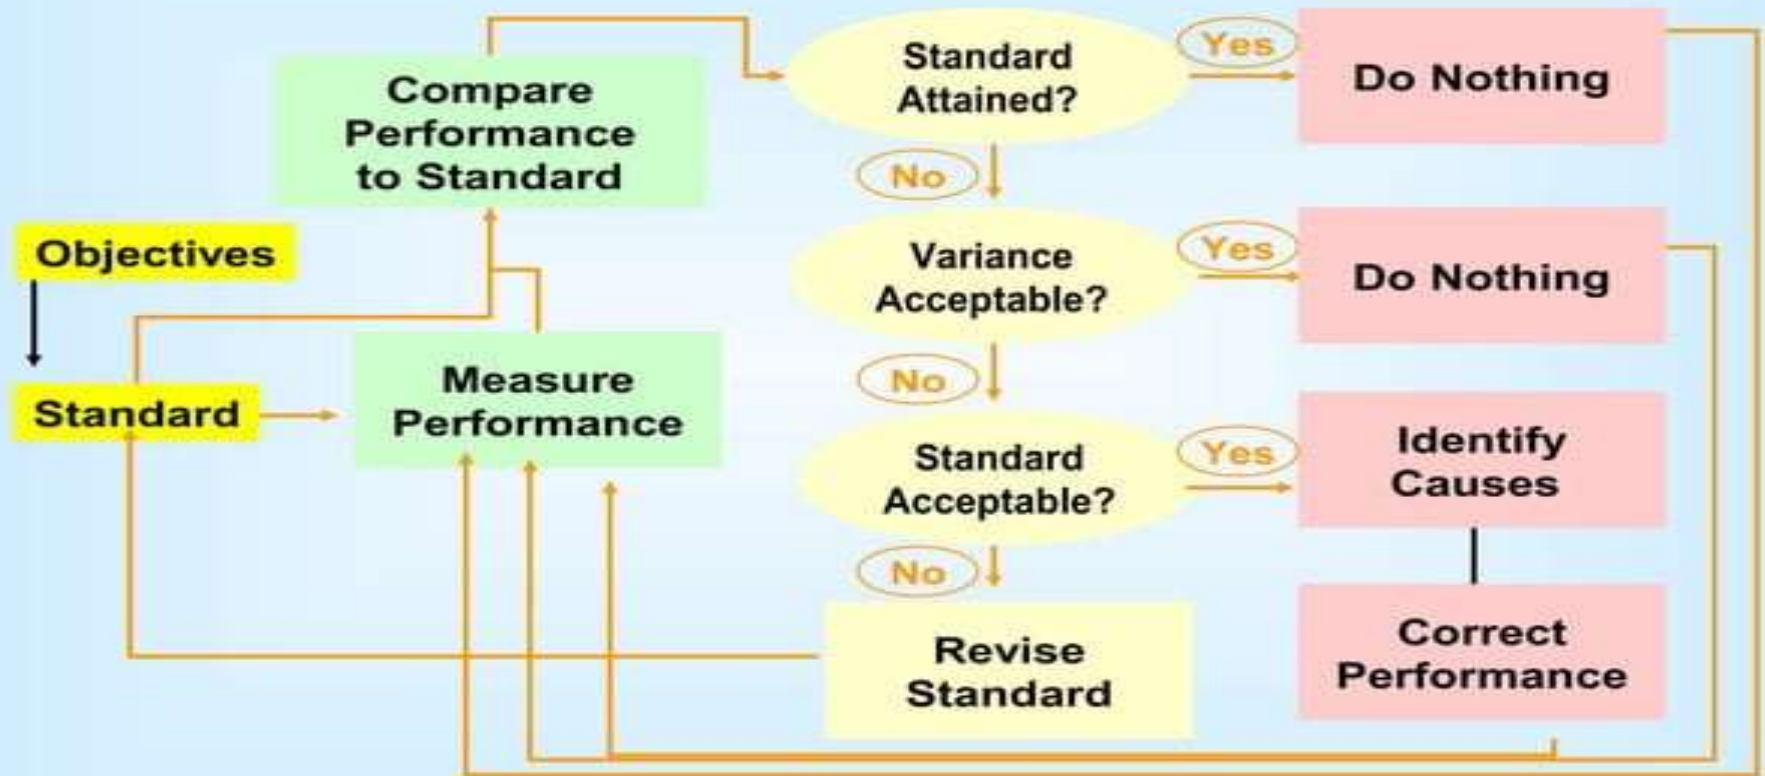 Compare
Performance
to Standard
Standard
Attained?
Yes
Do Nothing
No
Objectives
Variance
Acceptable?
Yes
Do Nothing
No
Standard
Measure
Performance
Standard
Acceptable?
Yes
Identify
Causes
No
Revise
Standard
Correct
Performance